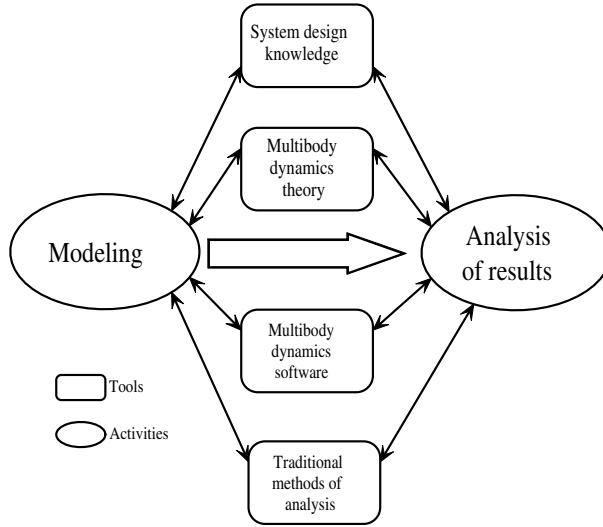 System design
knowledge
Multibody
dynamics
theory
Modeling
Analysis
of results
Multibody
dynamics
software
Tools
Activities
Traditional
methods of
analysis